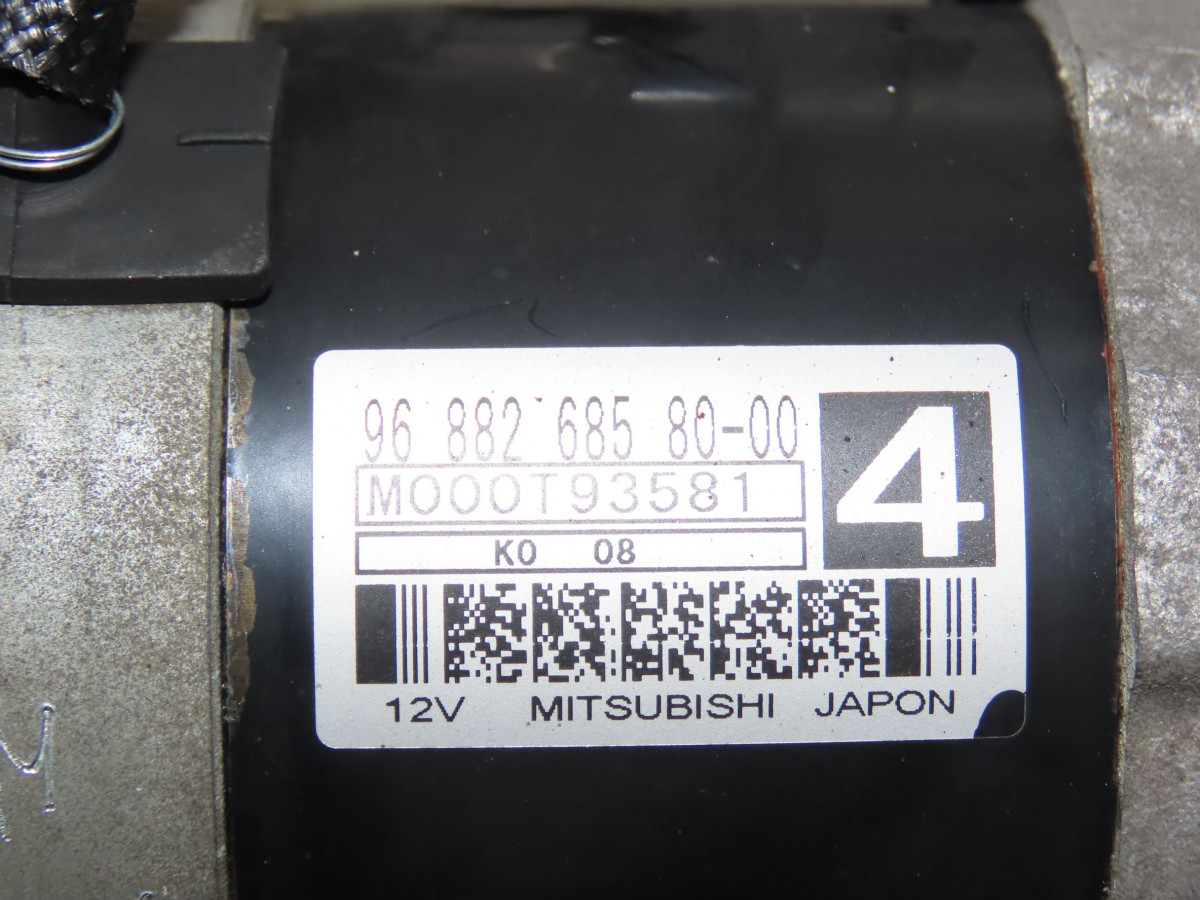 96 882 685 80-00
4
M000T93581
K0 08
12V MITSUBISHI JAPON